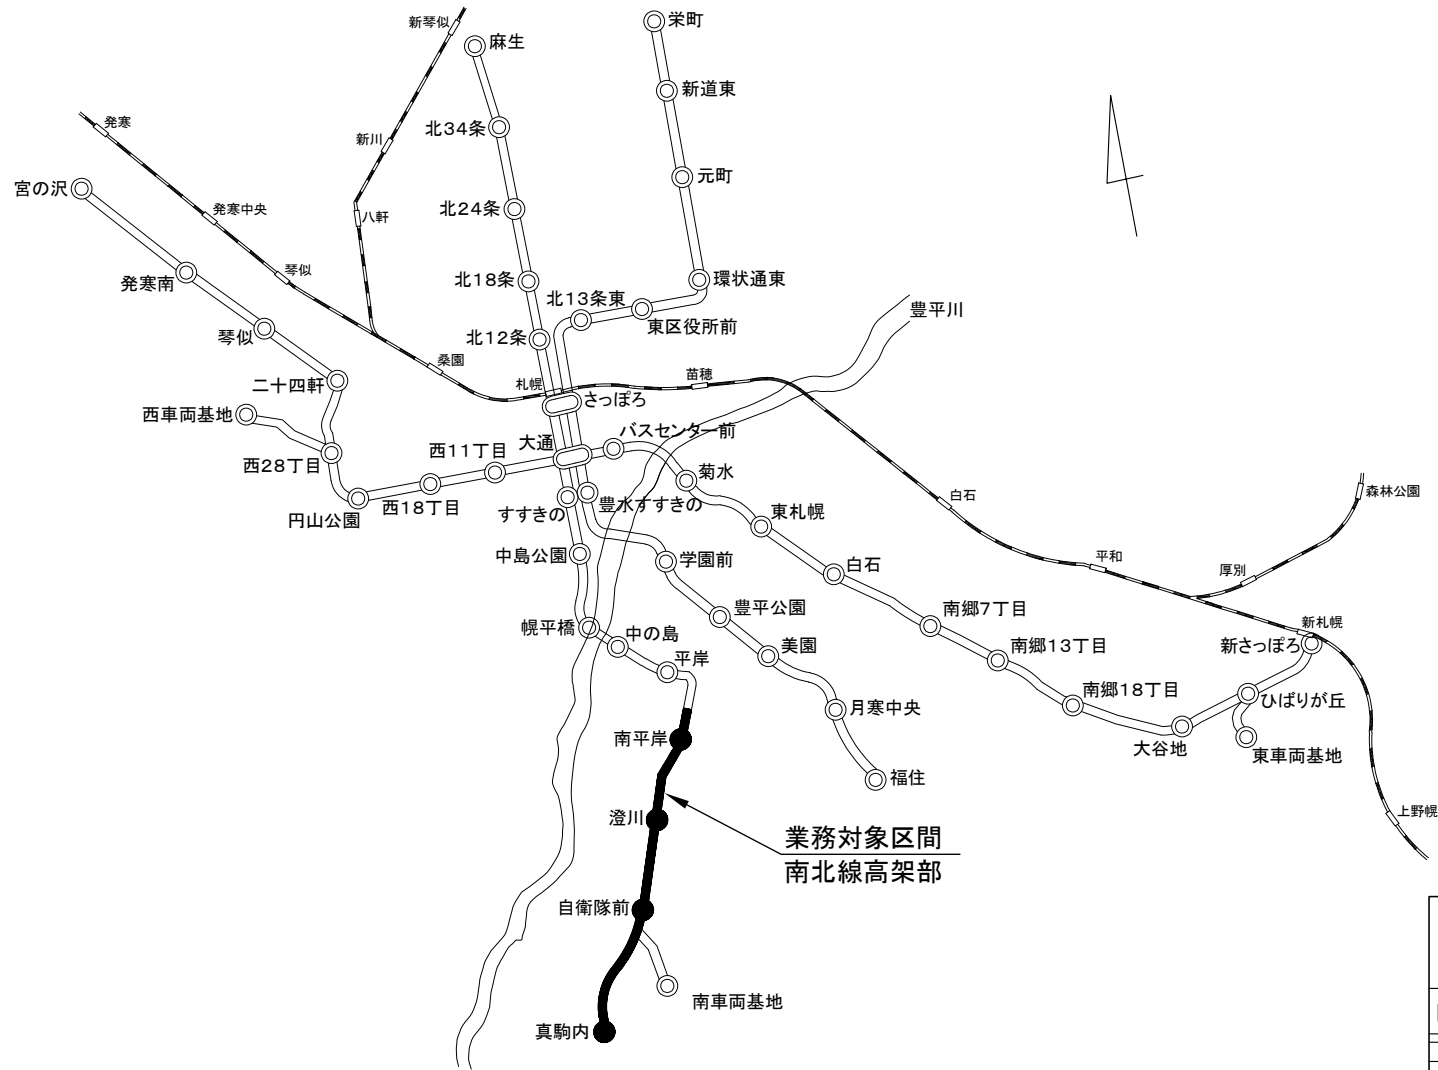 新琴似
麻生
栄町
新道東
発寒
新川
北34条
元町
宮の沢
発寒中央
八軒
北24条
琴似
発寒南
北18条
北13条東
環状通東
東区役所前
豊平川
琴似
北12条
桑園
二十四軒
札幌
苗穂
さっぽろ
西車両基地
大通
バスセンター前
西11丁目
西28丁目
菊水
円山公園
西18丁目
すすきの
豊水すすきの
東札幌
白石
森林公園
中島公園
学園前
白石
平和
厚別
幌平橋
中の島
豊平公園
南郷7丁目
新札幌
新さっぽろ
平岸
美園
南郷13丁目
南郷18丁目
ひばりが丘
南平岸
月寒中央
大谷地
東車両基地
福住
澄川
上野幌
業務対象区間
南北線高架部
自衛隊前
南車両基地
真駒内